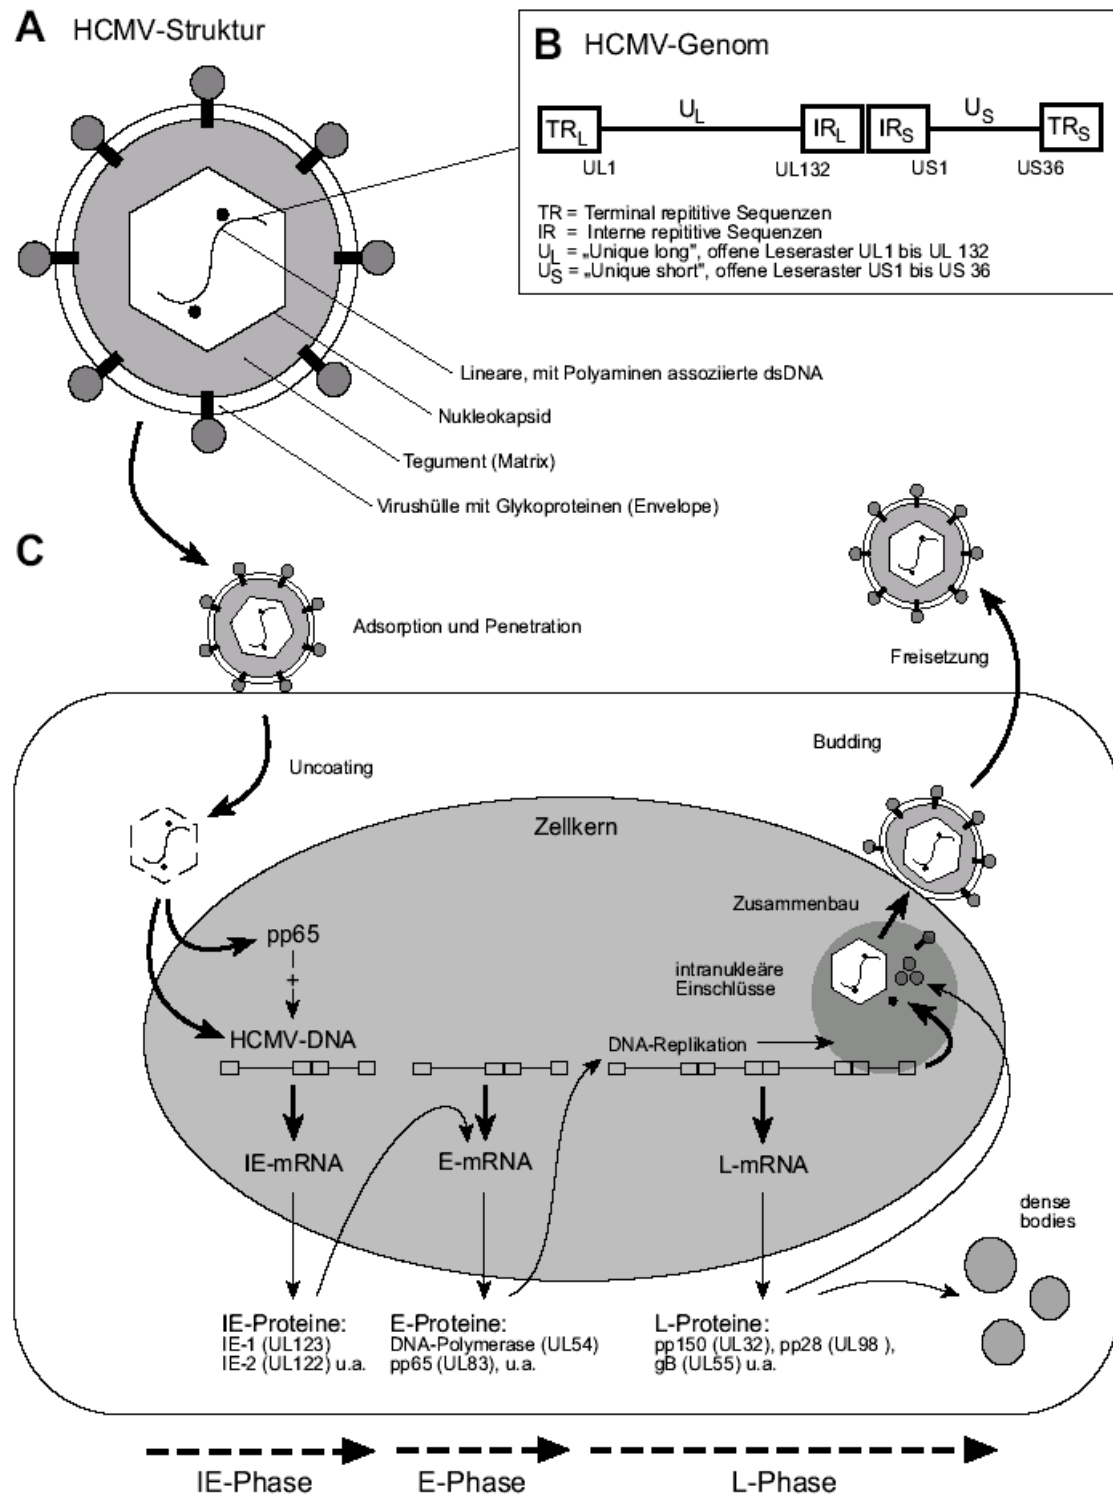 A HCMV-Struktur
B HCMV-Genom
TRL
UL
IRL
IRS
US
TRS
UL1
UL132
US1
US36
TR = Terminal repititive Sequenzen
IR = Interne repititive Sequenzen
UL = „Unique long”, offene Leseraster UL1 bis UL 132
US = „Unique short”, offene Leseraster US1 bis US 36
Lineare, mit Polyaminen assoziierte dsDNA
Nukleokapsid
Tegument (Matrix)
Virushülle mit Glykoproteinen (Envelope)
C
Adsorption und Penetration
Freisetzung
Budding
Uncoating
Zellkern
Zusammenbau
pp65
+
intranukleäre
Einschlüsse
HCMV-DNA
DNA-Replikation
IE-mRNA
E-mRNA
L-mRNA
dense
bodies
IE-Proteine:
IE-1 (UL123)
IE-2 (UL122) u.a.
E-Proteine:
DNA-Polymerase (UL54)
pp65 (UL83), u.a.
L-Proteine:
pp150 (UL32), pp28 (UL98 ),
gB (UL55) u.a.
IE-Phase
E-Phase
L-Phase